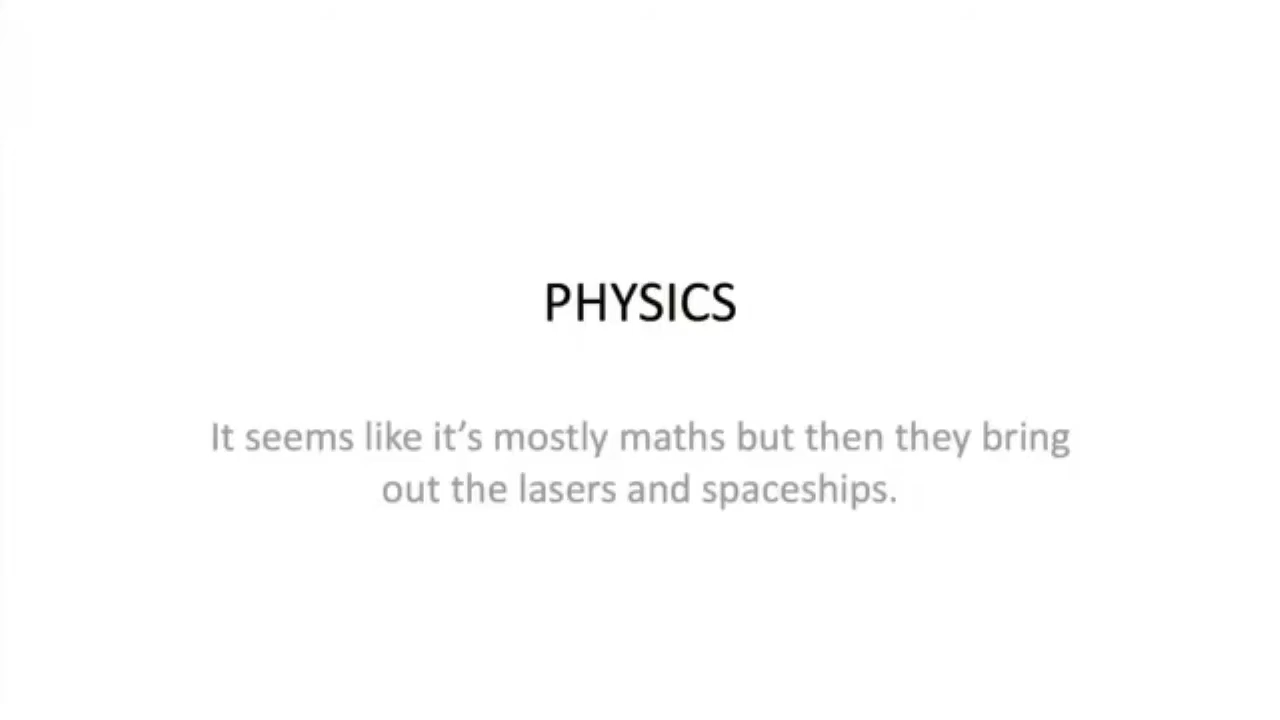 PHYSICS
It seems like it’s mostly maths but then they bring
out the lasers and spaceships.